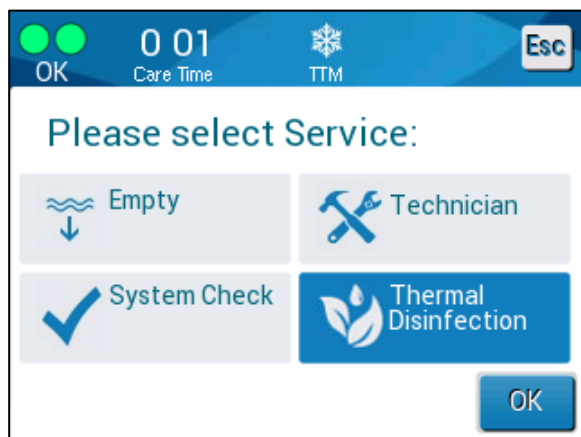 0 01
Esc
OK
Care Time
TTM
Please select Service:
Empty
Technician
System Check
Thermal
Disinfection
OK